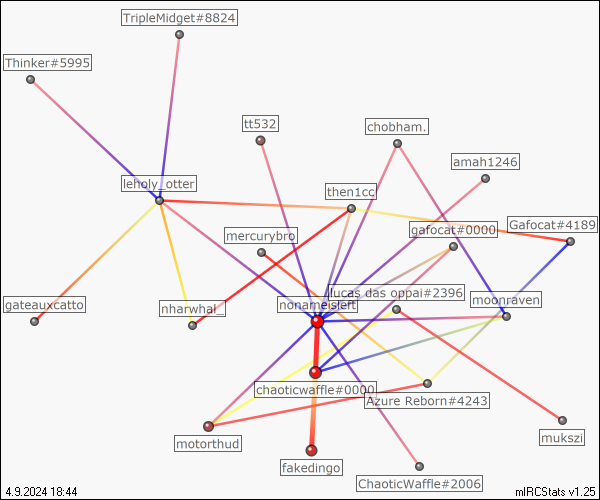 TripleMidget#8824
Thinker#5995
tt532
chobham.
amah1246
leholy_otter
then1cc
mercurybro
gafocat#0000
Gafocat#4189
lucas das oppai#2396
gateauxcatto
nharwhal_
nonameisleft
moonraven
chaoticwaffle#0000
Azure Reborn#4243
motorthud
mukszi
fakedingo
ChaoticWaffle#2006
4.9.2024 18:44
mIRCStats v1.25